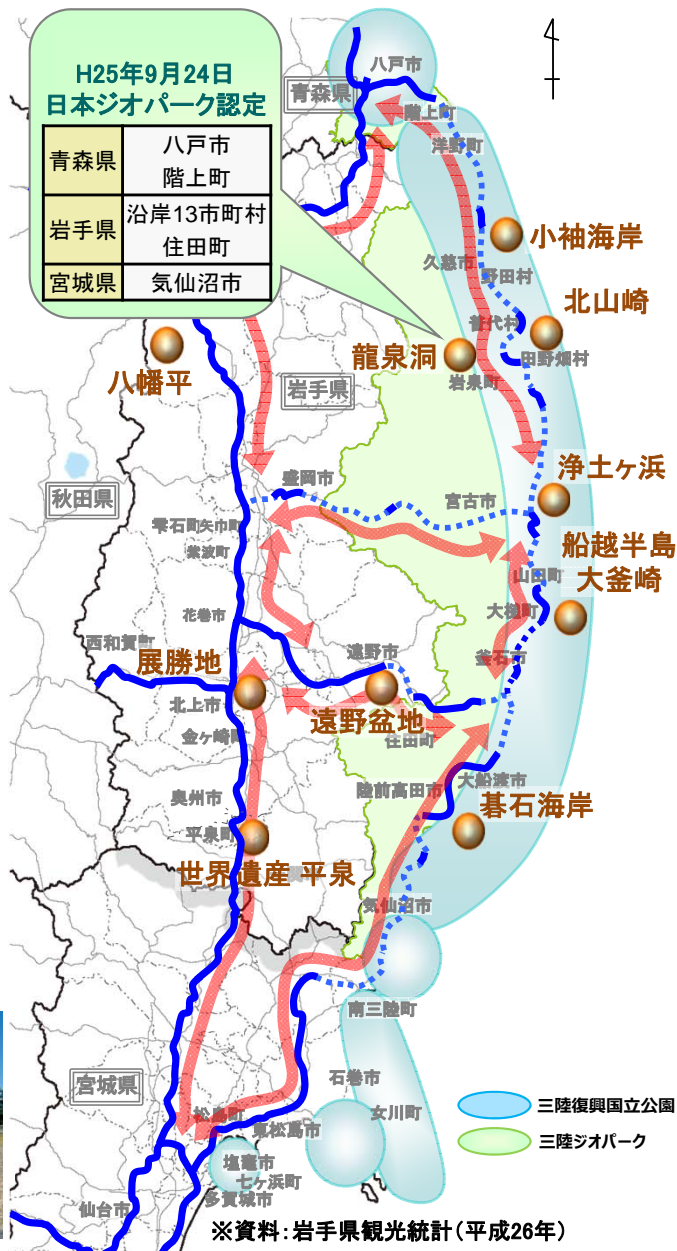 H25年9月24日
日本ジオパーク認定
青森県
八戸市
階上町
岩手県
沿岸13市町村
住田町
宮城県
気仙沼市
八戸市
青森県
階上町
洋野町
小袖海岸
久慈市
野田村
北山崎
普代村
田野畑村
龍泉洞
岩泉町
八幡平
岩手県
浄土ヶ浜
盛岡市
宮古市
秋田県
雫石町
矢巾町
紫波町
船越半島
大釜崎
山田町
大槌町
花巻市
西和賀町
遠野市
釜石市
展勝地
北上市
遠野盆地
金ヶ崎町
住田町
大船渡市
陸前高田市
奥州市
碁石海岸
平泉町
世界遺産 平泉
気仙沼市
南三陸町
宮城県
石巻市
女川町
松島町
東松島市
塩竈市
七ヶ浜町
多賀城市
仙台市
三陸復興国立公園
三陸ジオパーク
※資料：岩手県観光統計（平成26年）